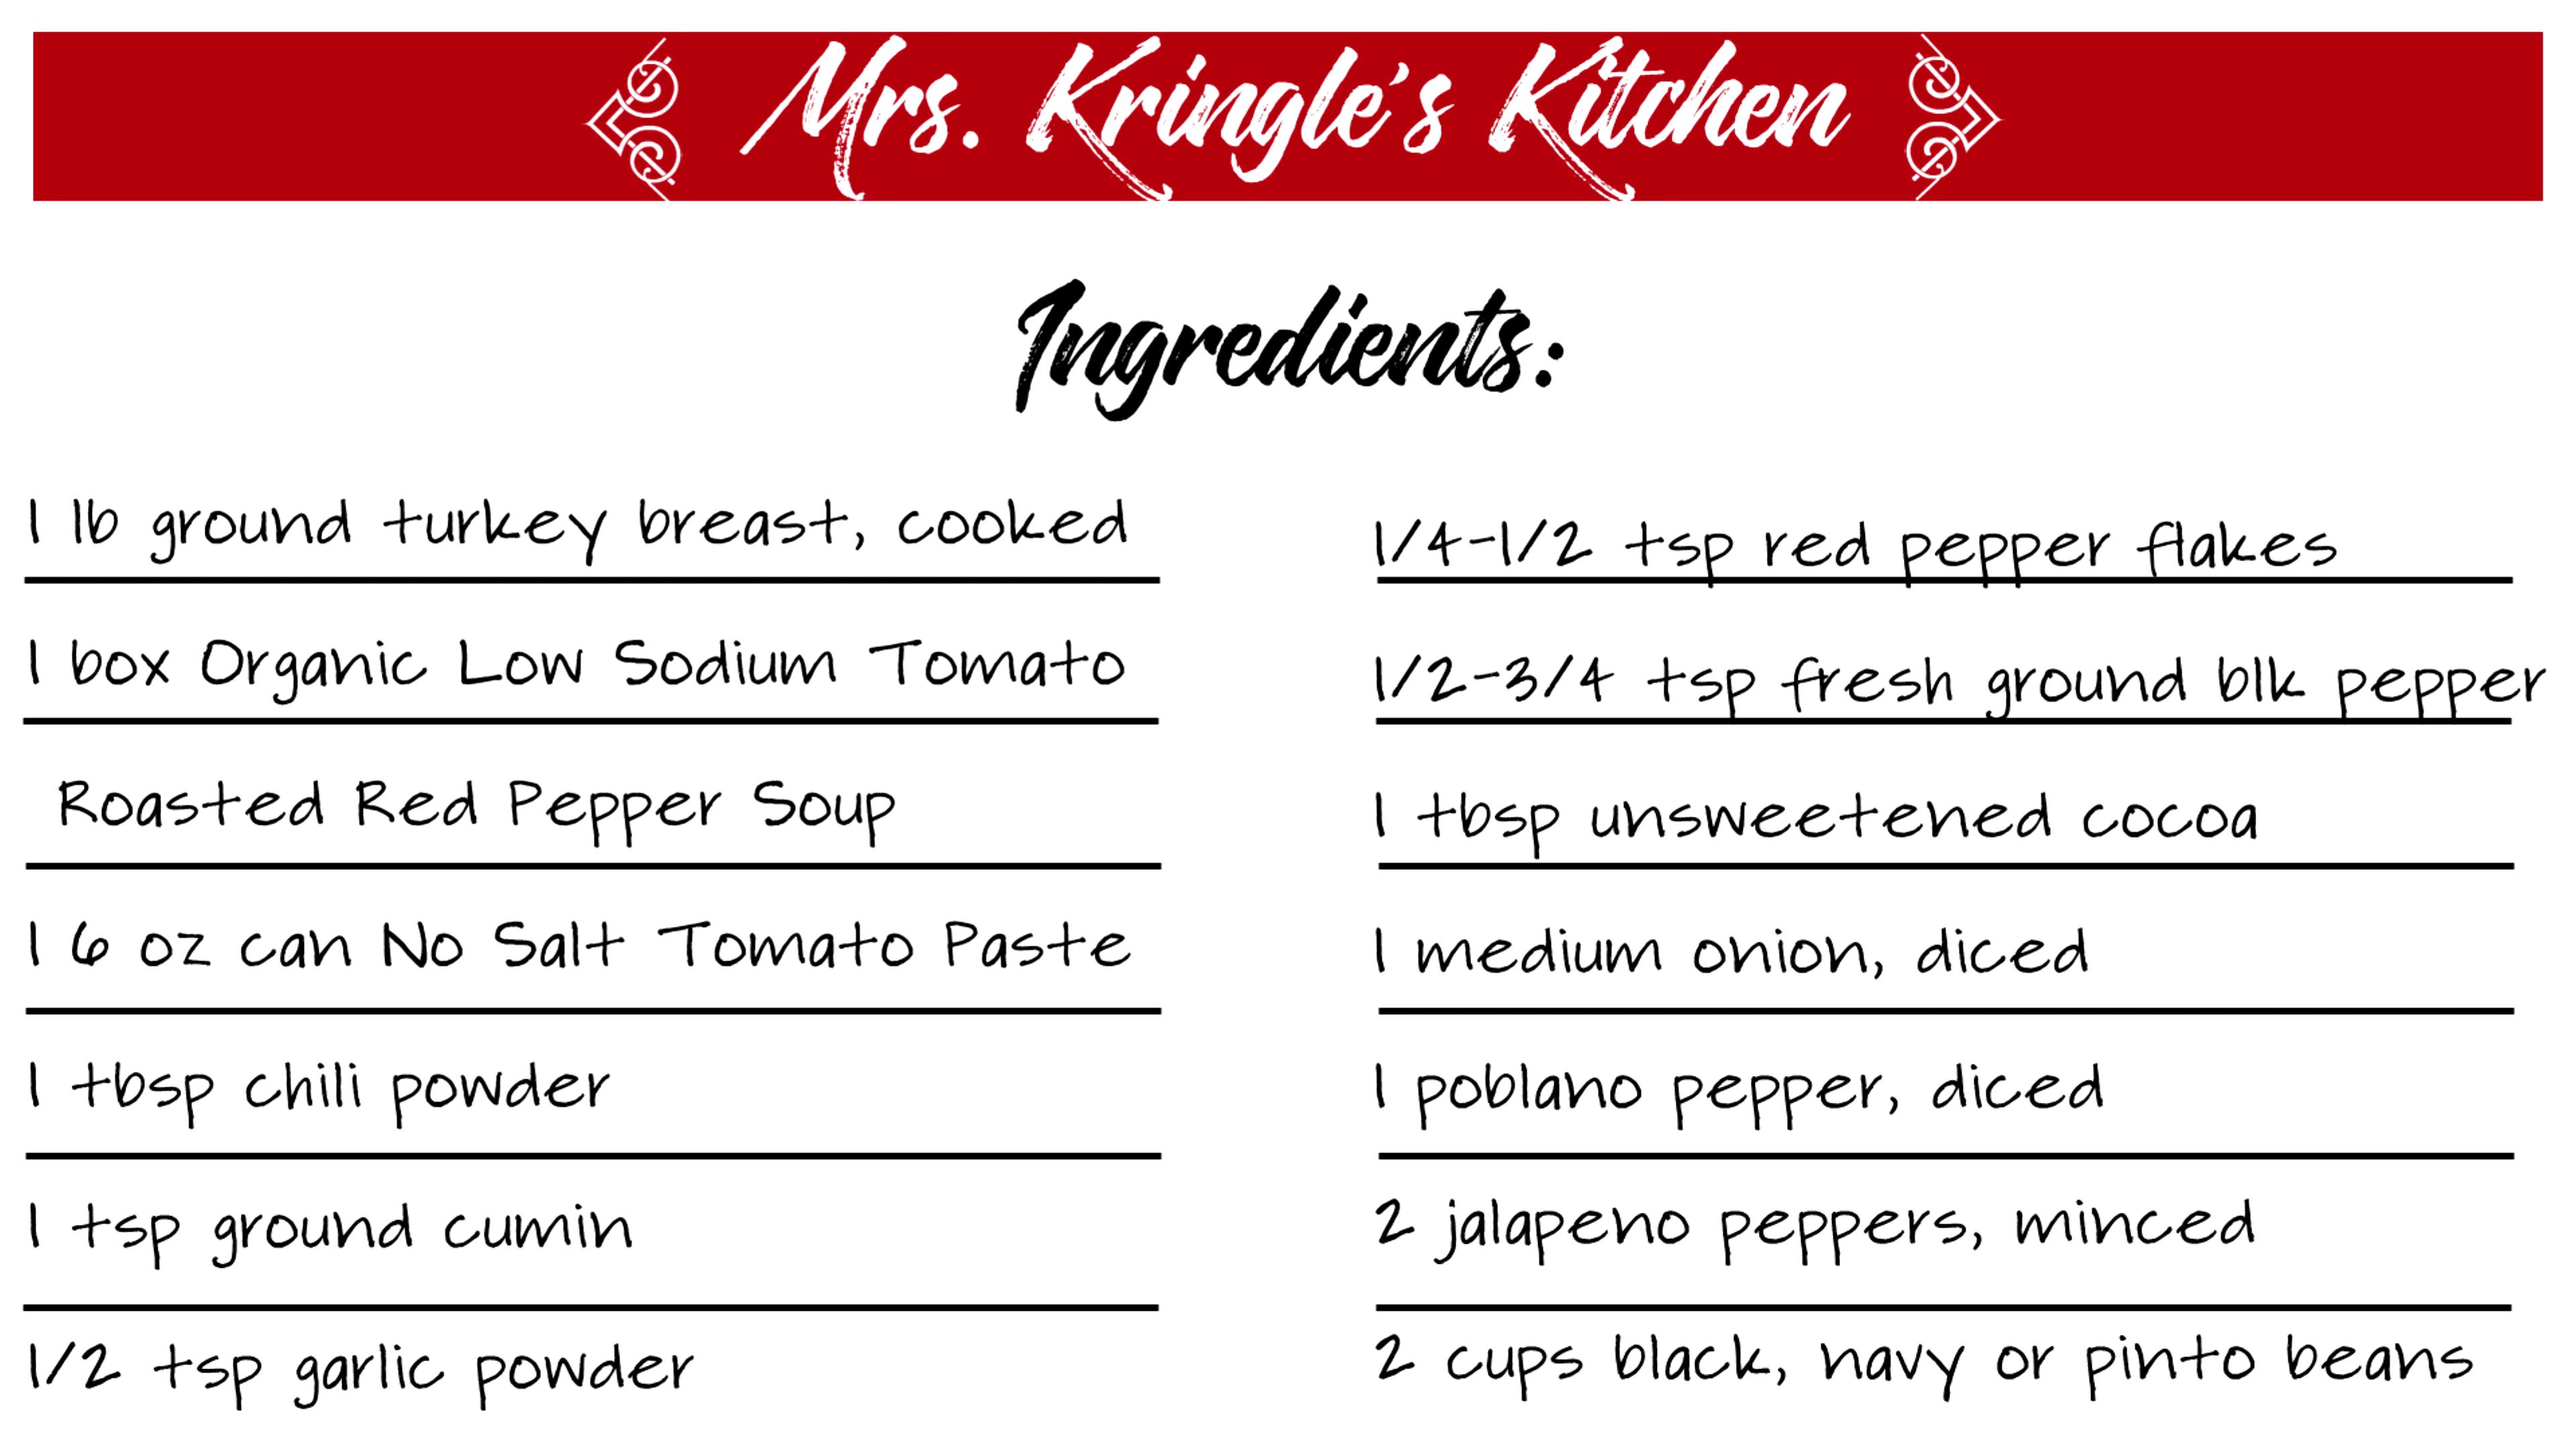 Mrs. Kringle's Kitchen
Ingredients:
1 lb ground turkey breast, cooked
1 box Organic Low Sodium Tomato
Roasted Red Pepper Soup
1 6 oz can No Salt Tomato Paste
1 tbsp chili powder
1 tsp ground cumin
1/2 tsp garlic powder
1/4-1/2 tsp red pepper flakes
1/2-3/4 tsp fresh ground blk pepper
1 tbsp unsweetened cocoa
1 medium onion, diced
1 poblano pepper, diced
2 jalapeno peppers, minced
2 cups black, navy or pinto beans